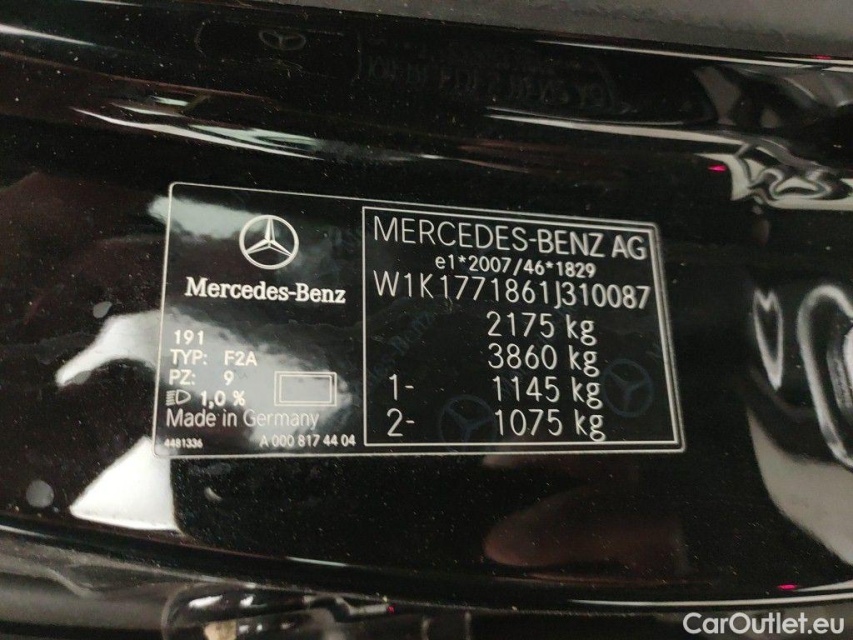 Mercedes-Benz
191
TYP: F2A
PZ: 9
1,0 %
Made in Germany
4481336 A 000 817 44 04
MERCEDES-BENZ AG
e1*2007/46*1829
W1K1771861J310087
2175 kg
3860 kg
1- 1145 kg
2- 1075 kg
CarOutlet.eu